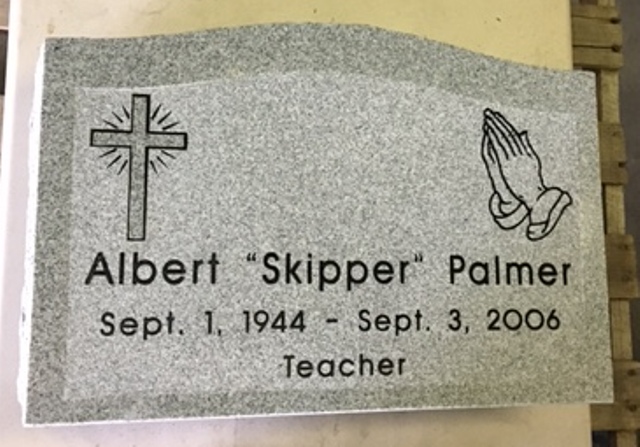 Albert "Skipper" Palmer
Sept. 1, 1944 - Sept. 3, 2006
Teacher